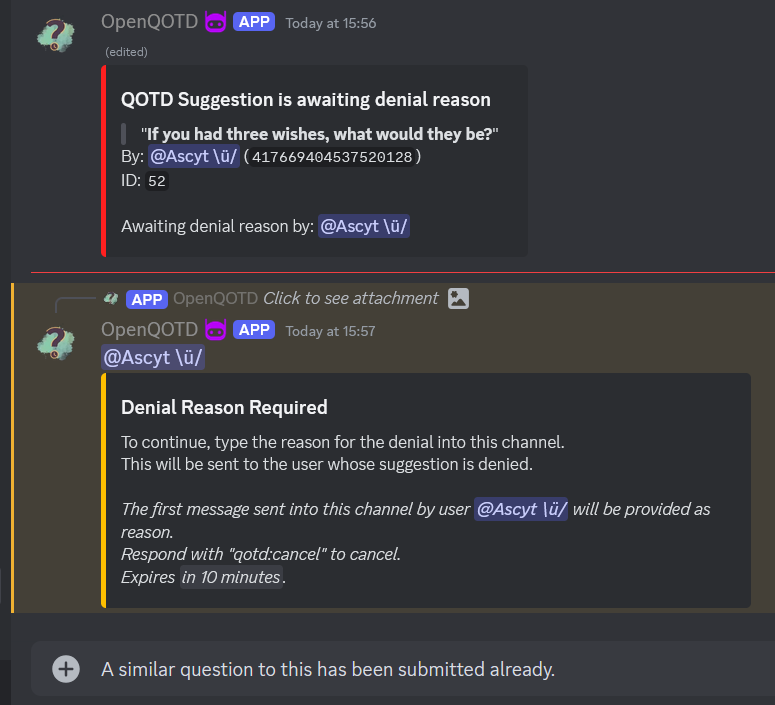 OpenQOTD APP Today at 15:56
(edited)
QOTD Suggestion is awaiting denial reason
"If you had three wishes, what would they be?"
By: @Ascyt \ü/ (417669404537520128)
ID: 52
Awaiting denial reason by: @Ascyt \ü/
APP OpenQOTD Click to see attachment
OpenQOTD APP Today at 15:57
@Ascyt \ü/
Denial Reason Required
To continue, type the reason for the denial into this channel.
This will be sent to the user whose suggestion is denied.
The first message sent into this channel by user @Ascyt \ü/ will be provided as
reason.
Respond with "qotd:cancel" to cancel.
Expires in 10 minutes.
A similar question to this has been submitted already.